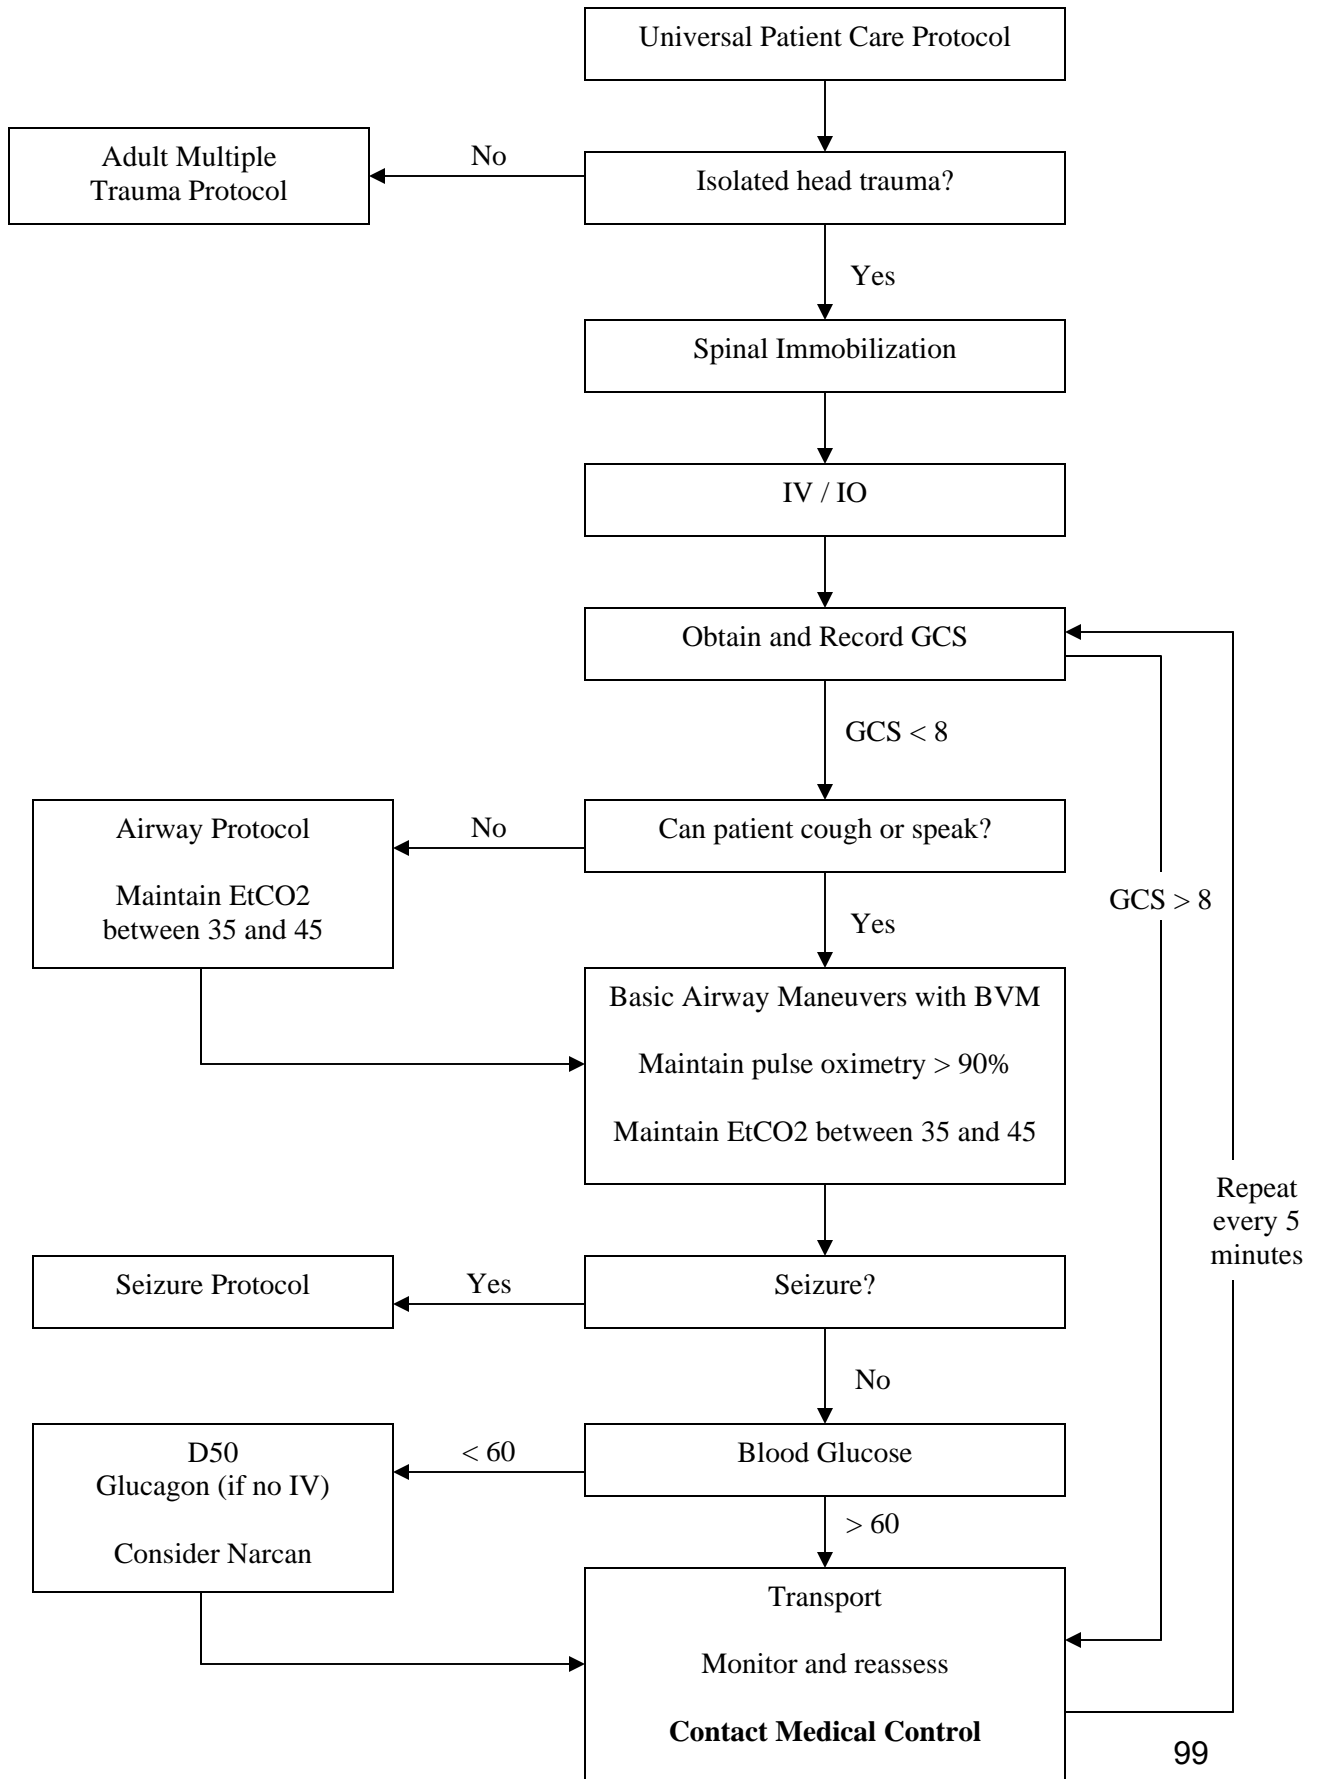 Universal Patient Care Protocol
Adult Multiple
Trauma Protocol
No
Isolated head trauma?
Yes
Spinal Immobilization
IV / IO
Obtain and Record GCS
GCS < 8
Airway Protocol
Maintain EtCO2
between 35 and 45
No
Can patient cough or speak?
GCS > 8
Yes
Basic Airway Maneuvers with BVM
Maintain pulse oximetry > 90%
Maintain EtCO2 between 35 and 45
Repeat
every 5
minutes
Seizure Protocol
Yes
Seizure?
No
D50
Glucagon (if no IV)
Consider Narcan
< 60
Blood Glucose
> 60
Transport
Monitor and reassess
Contact Medical Control
99